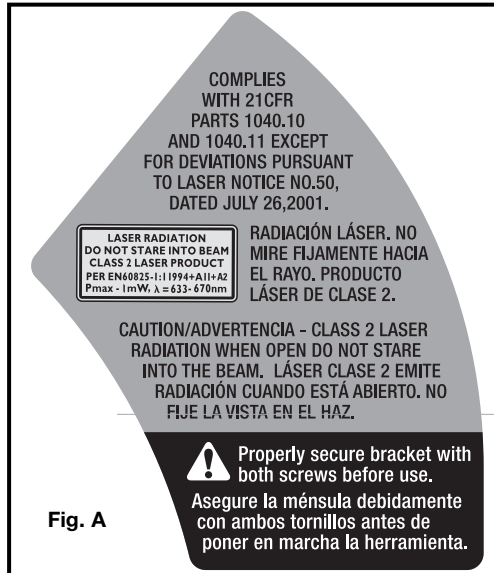 COMPLIES
WITH 21CFR
PARTS 1040.10
AND 1040.11 EXCEPT
FOR DEVIATIONS PURSUANT
TO LASER NOTICE NO.50,
DATED JULY 26,2001.
LASER RADIATION
DO NOT STARE INTO BEAM
CLASS 2 LASER PRODUCT
PER EN60825-1:11994+A11+A2
Pmax - 1mW, λ = 633- 670nm
RADIACIÓN LÁSER. NO
MIRE FIJAMENTE HACIA
EL RAYO. PRODUCTO
LÁSER DE CLASE 2.
CAUTION/ADVERTENCIA - CLASS 2 LASER
RADIATION WHEN OPEN DO NOT STARE
INTO THE BEAM. LÁSER CLASE 2 EMITE
RADIACIÓN CUANDO ESTÁ ABIERTO. NO
FIJE LA VISTA EN EL HAZ.
Properly secure bracket with
both screws before use.
Asegure la ménsula debidamente
con ambos tornillos antes de
poner en marcha la herramienta.
Fig. A